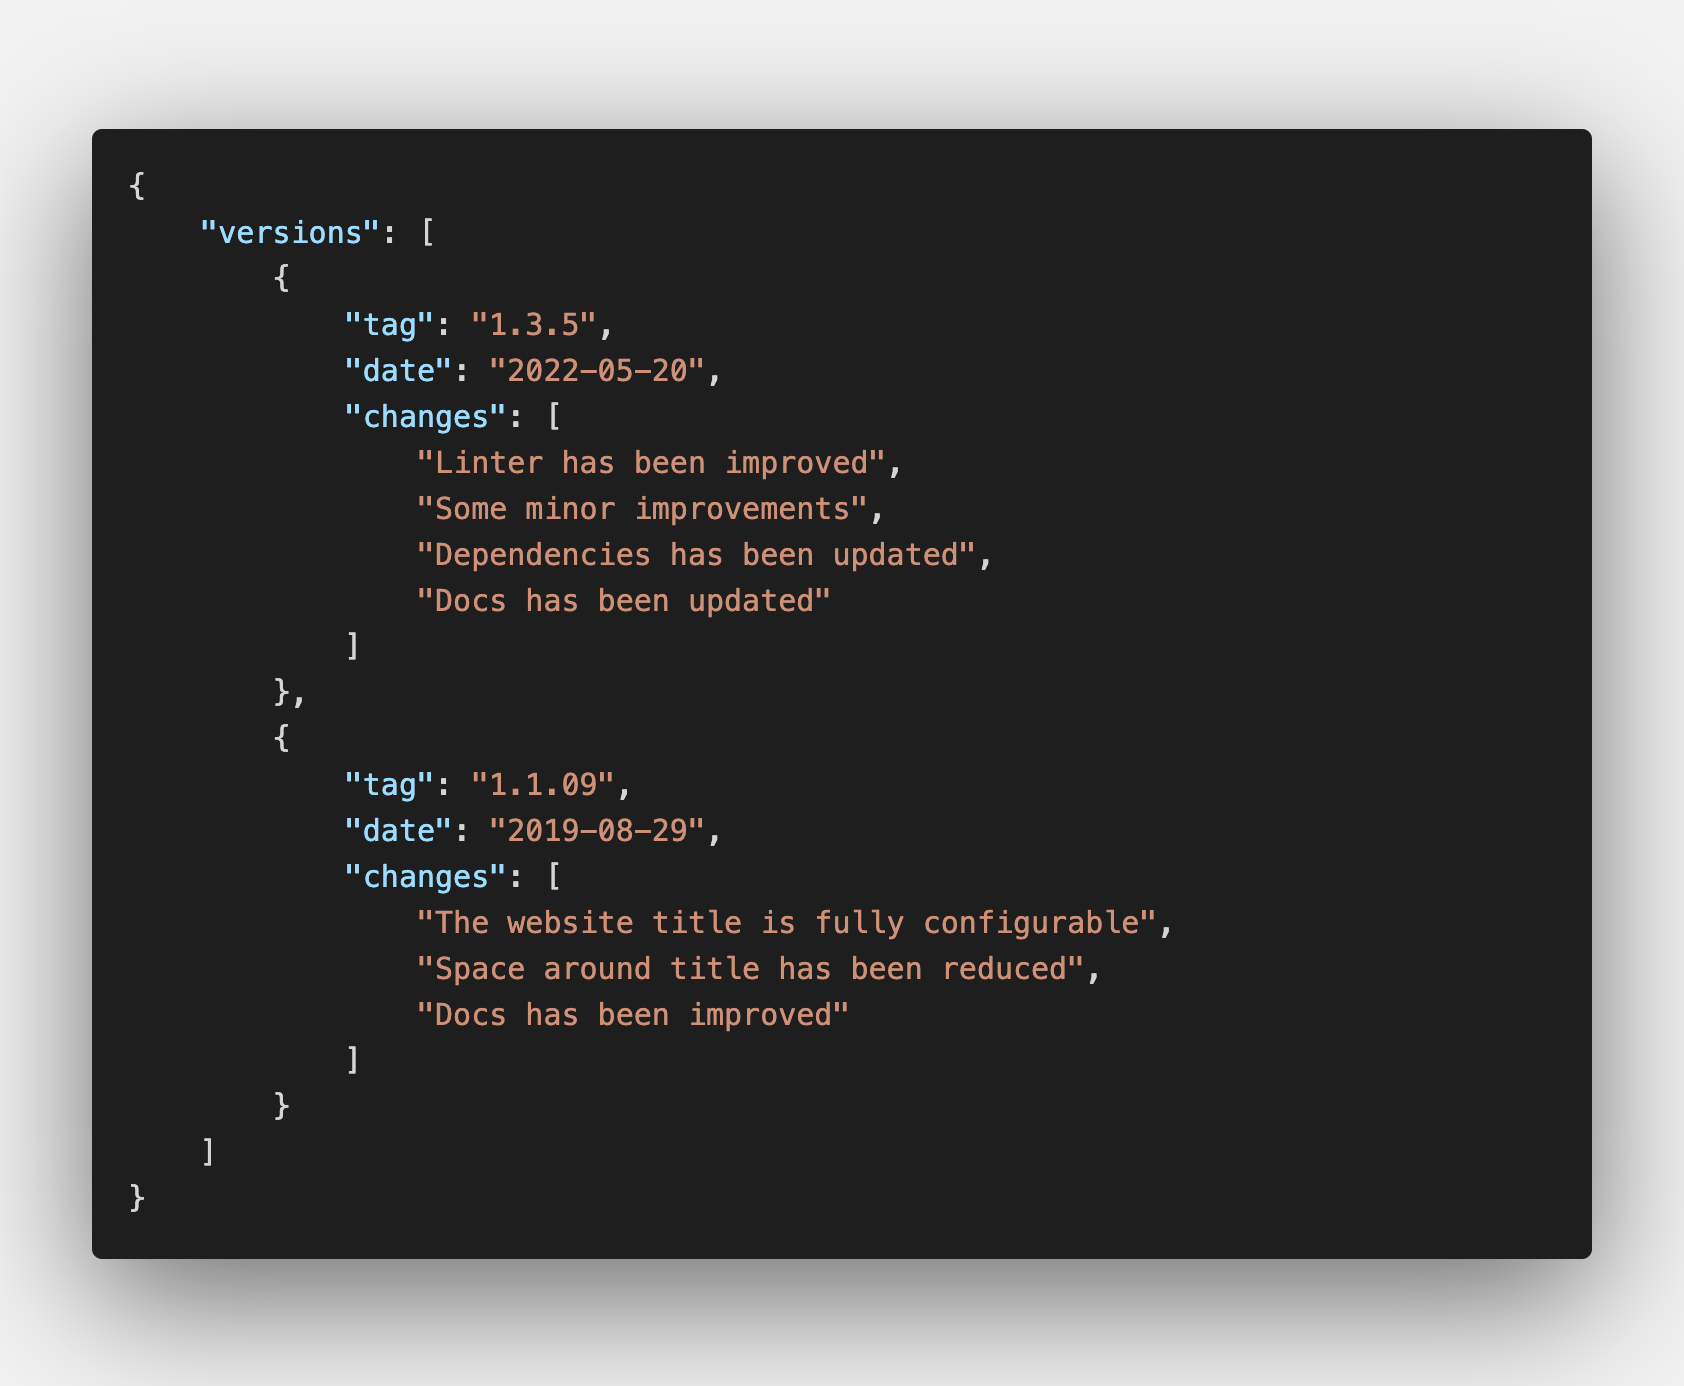 {
    "versions": [
        {
            "tag": "1.3.5",
            "date": "2022-05-20",
            "changes": [
                "Linter has been improved",
                "Some minor improvements",
                "Dependencies has been updated",
                "Docs has been updated"
            ]
        },
        {
            "tag": "1.1.09",
            "date": "2019-08-29",
            "changes": [
                "The website title is fully configurable",
                "Space around title has been reduced",
                "Docs has been improved"
            ]
        }
    ]
}